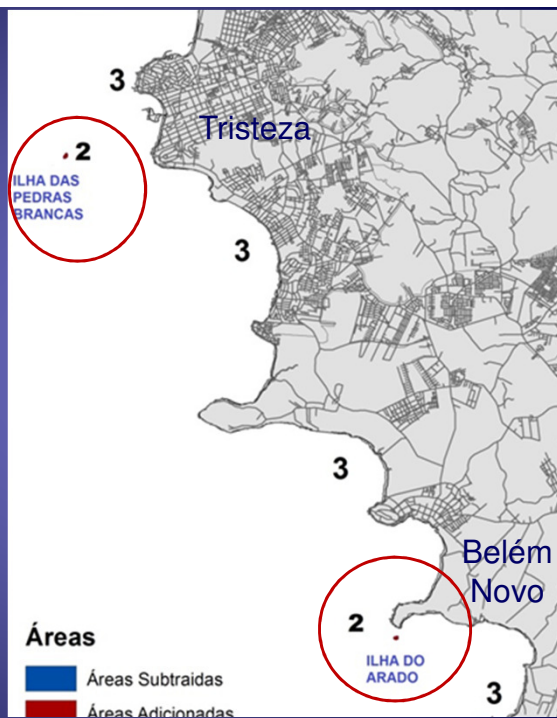 3
Tristeza
2
ILHA DAS
PEDRAS
BRANCAS
3
3
Belém
Novo
2
ILHA DO
ARADO
3
Áreas
Áreas Subtraidas
Áreas Adicionadas